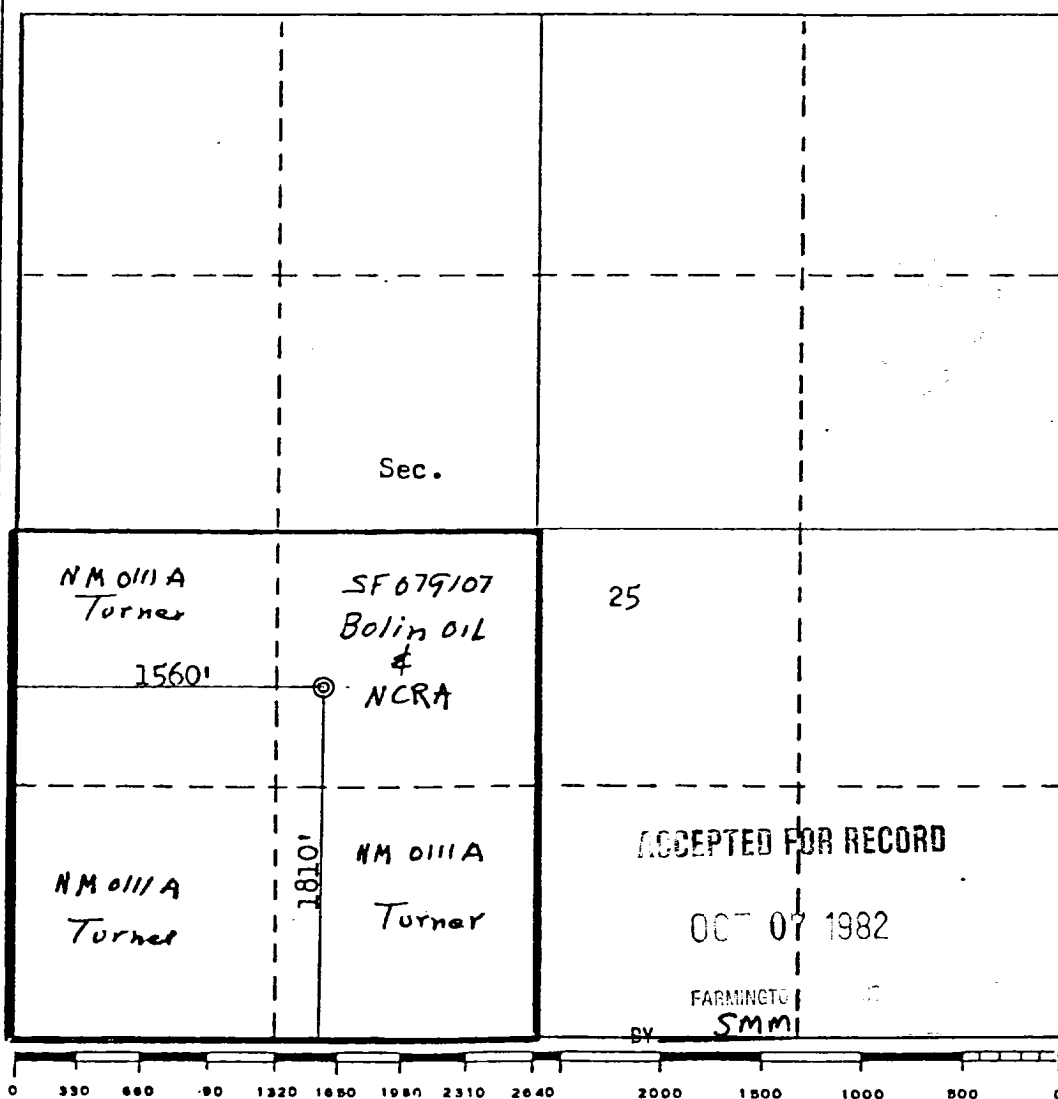 Sec.
NM 0111 A
Turner
SF 079107
Bolin OIL
&
NCRA
25
1560'
1810'
NM 0111 A
Turner
NM 0111 A
Turner
ACCEPTED FOR RECORD
OCT 07 1982
BY SMM
0 330 660 90 1320 1650 1980 2310 2640 2000 1500 1000 500 0